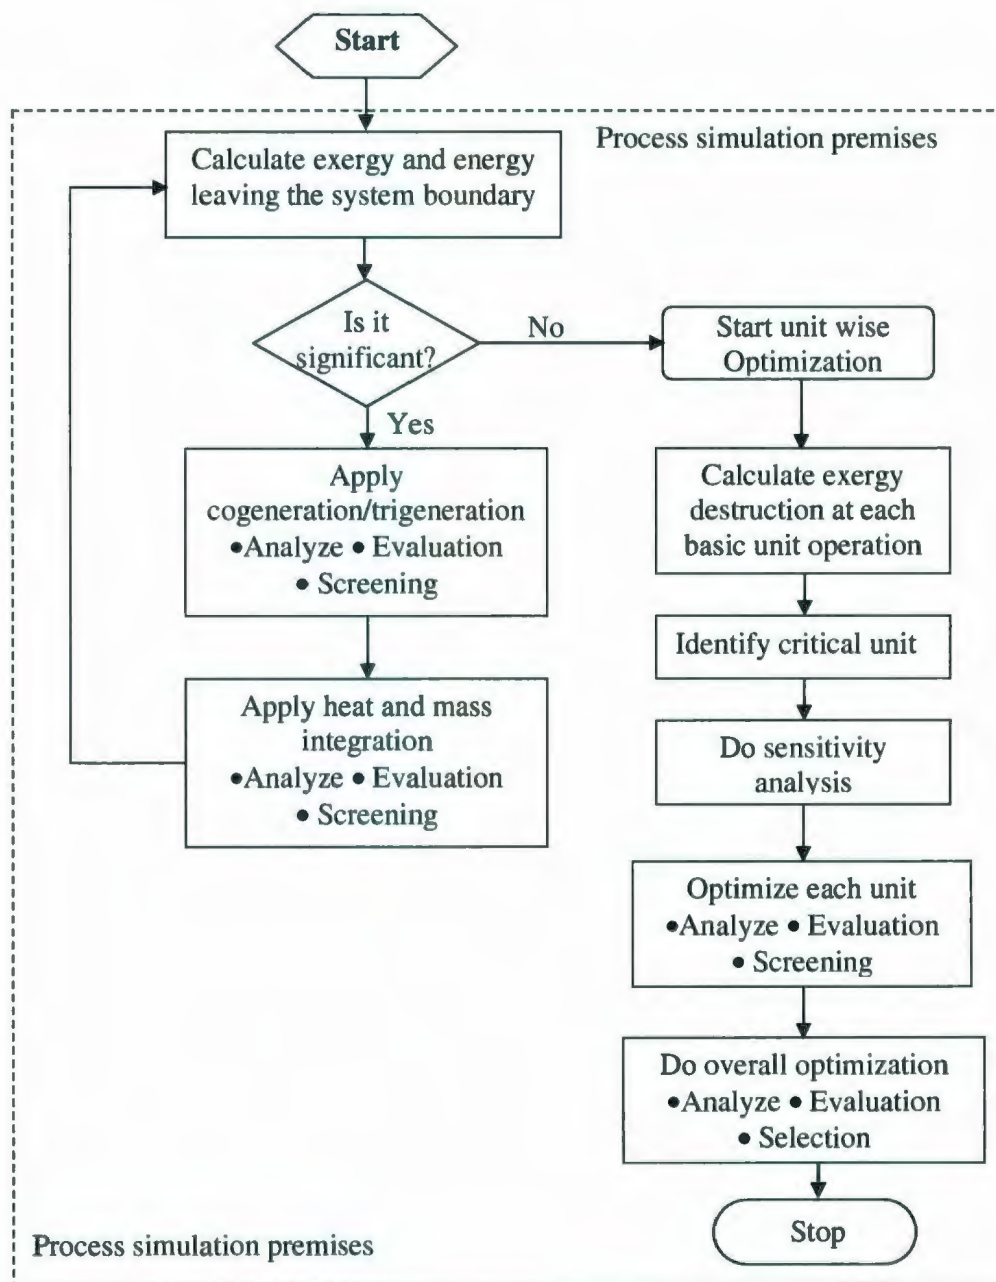 Start
Process simulation premises
Calculate exergy and energy
leaving the system boundary
Is it
significant?
No
Start unit wise
Optimization
Yes
Apply
cogeneration/trigeneration
•Analyze • Evaluation
• Screening
Calculate exergy
destruction at each
basic unit operation
Identify critical unit
Apply heat and mass
integration
•Analyze • Evaluation
• Screening
Do sensitivity
analysis
Optimize each unit
•Analyze • Evaluation
• Screening
Do overall optimization
•Analyze • Evaluation
• Selection
Stop
Process simulation premises